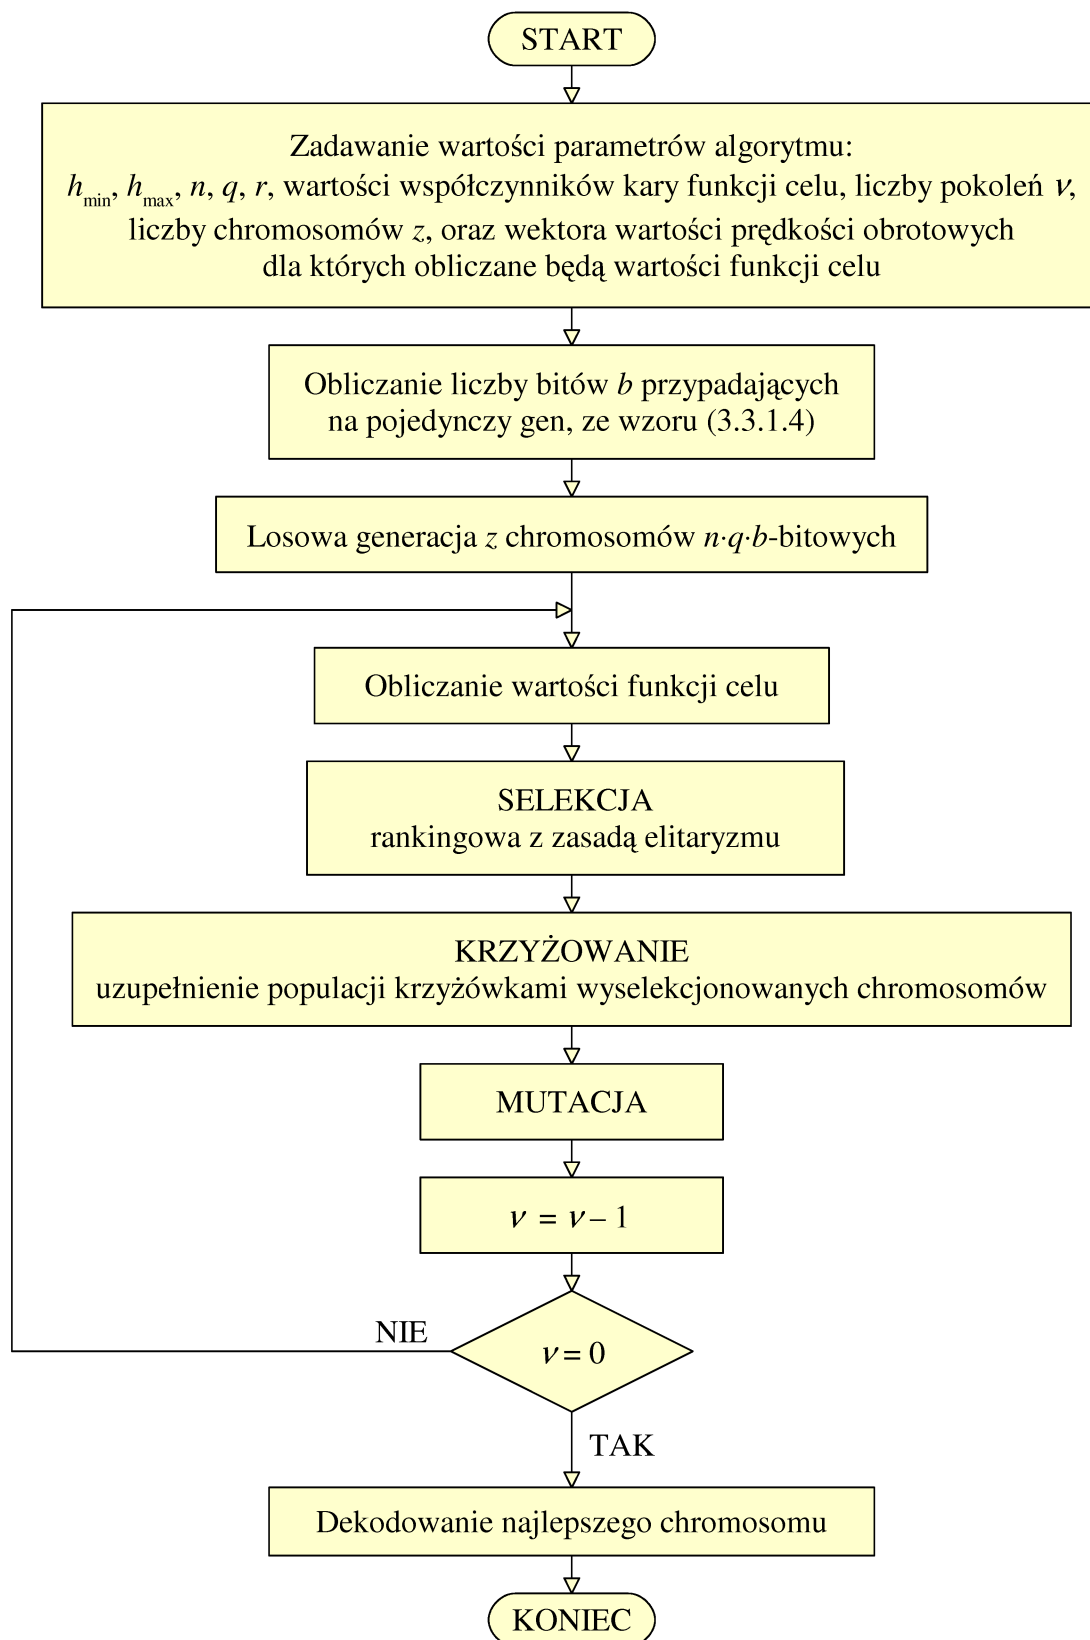 START
Zadawanie wartości parametrów algorytmu:
hmin, hmax, n, q, r, wartości współczynników kary funkcji celu, liczby pokoleń ν,
liczby chromosomów z, oraz wektora wartości prędkości obrotowych
dla których obliczane będą wartości funkcji celu
Obliczanie liczby bitów b przypadających
na pojedynczy gen, ze wzoru (3.3.1.4)
Losowa generacja z chromosomów n·q·b-bitowych
Obliczanie wartości funkcji celu
SELEKCJA
rankingowa z zasadą elitaryzmu
KRZYŻOWANIE
uzupełnienie populacji krzyżówkami wyselekcjonowanych chromosomów
MUTACJA
ν = ν – 1
NIE
ν = 0
TAK
Dekodowanie najlepszego chromosomu
KONIEC